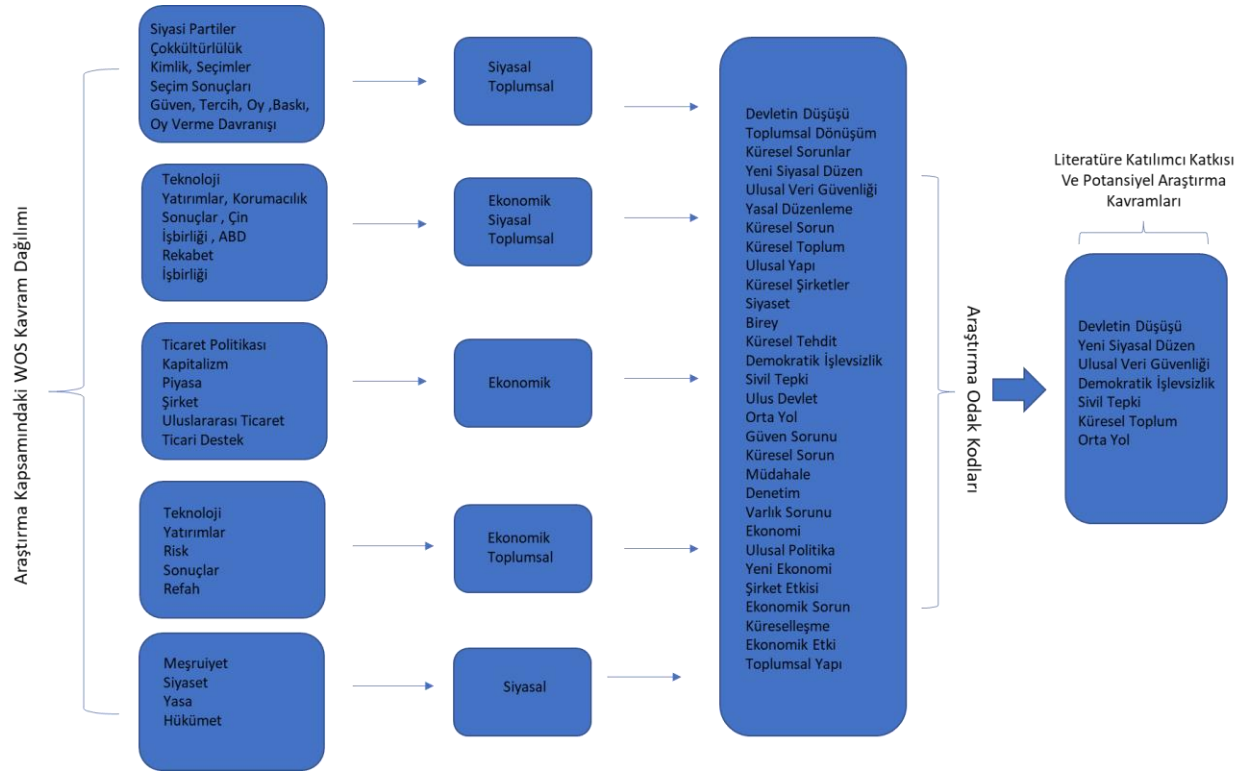 Araştırma Kapsamındaki WOS Kavram Dağılımı
Siyasi Partiler
Çokkültürlülük
Kimlik, Seçimler
Seçim Sonuçları
Güven, Tercih, Oy ,Baskı,
Oy Verme Davranışı
Siyasal
Toplumsal
Teknoloji
Yatırımlar, Korumacılık
Sonuçlar , Çin
İşbirliği , ABD
Rekabet
İşbirliği
Ekonomik
Siyasal
Toplumsal
Ticaret Politikası
Kapitalizm
Piyasa
Şirket
Uluslararası Ticaret
Ticari Destek
Ekonomik
Teknoloji
Yatırımlar
Risk
Sonuçlar
Refah
Ekonomik
Toplumsal
Meşruiyet
Siyaset
Yasa
Hükümet
Siyasal
Devletin Düşüşü
Toplumsal Dönüşüm
Küresel Sorunlar
Yeni Siyasal Düzen
Ulusal Veri Güvenliği
Yasal Düzenleme
Küresel Sorun
Küresel Toplum
Ulusal Yapı
Küresel Şirketler
Siyaset
Birey
Küresel Tehdit
Demokratik İşlevsizlik
Sivil Tepki
Ulus Devlet
Orta Yol
Güven Sorunu
Küresel Sorun
Müdahale
Denetim
Varlık Sorunu
Ekonomi
Ulusal Politika
Yeni Ekonomi
Şirket Etkisi
Ekonomik Sorun
Küreselleşme
Ekonomik Etki
Toplumsal Yapı
Araştırma Odak Kodları
Literatüre Katılımcı Katkısı
Ve Potansiyel Araştırma
Kavramları
Devletin Düşüşü
Yeni Siyasal Düzen
Ulusal Veri Güvenliği
Demokratik İşlevsizlik
Sivil Tepki
Küresel Toplum
Orta Yol